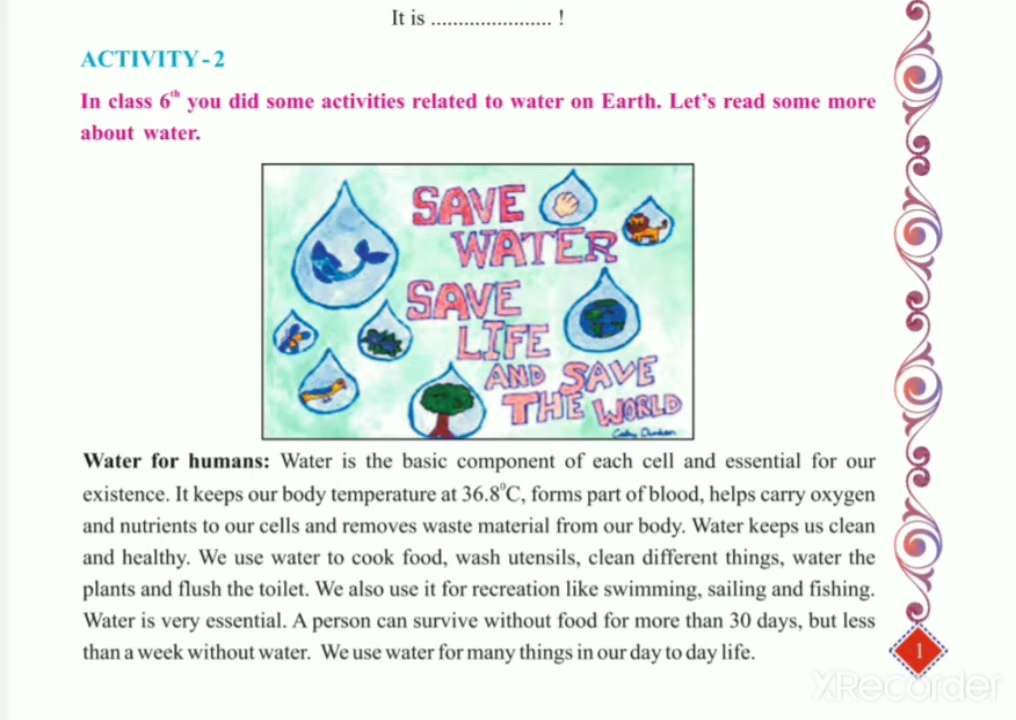 It is ...................... !
ACTIVITY - 2
In class 6th you did some activities related to water on Earth. Let's read some more
about water.
SAVE
WATER
SAVE
LIFE
AND SAVE
THE WORLD
Water for humans: Water is the basic component of each cell and essential for our
existence. It keeps our body temperature at 36.8°C, forms part of blood, helps carry oxygen
and nutrients to our cells and removes waste material from our body. Water keeps us clean
and healthy. We use water to cook food, wash utensils, clean different things, water the
plants and flush the toilet. We also use it for recreation like swimming, sailing and fishing.
Water is very essential. A person can survive without food for more than 30 days, but less
than a week without water. We use water for many things in our day to day life.
1
XRecorder